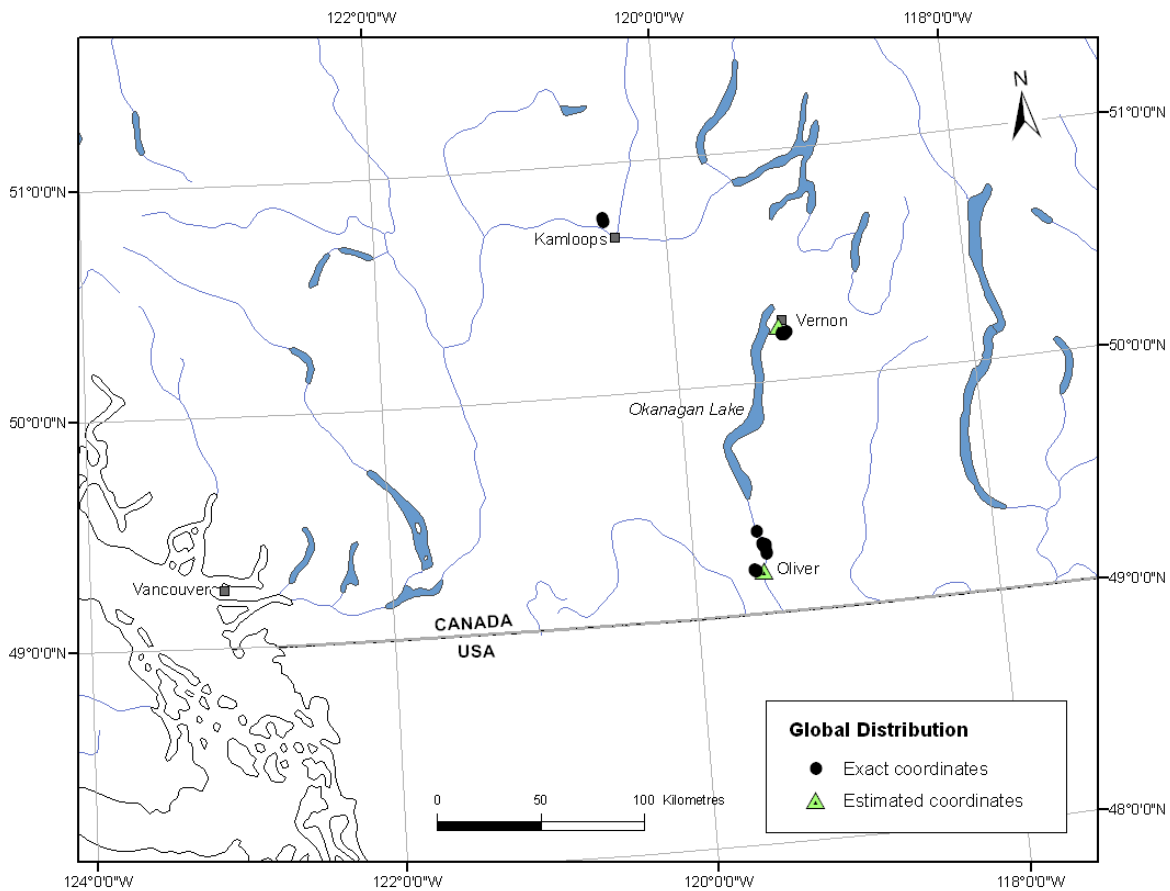 122°0'0"W
120°0'0"W
118°0'0"W
N
51°0'0"N
51°0'0"N
Kamloops
Vernon
50°0'0"N
Okanagan Lake
50°0'0"N
Oliver
49°0'0"N
Vancouver
CANADA
USA
49°0'0"N
Global Distribution
Exact coordinates
Estimated coordinates
0 50 100 Kilometres
48°0'0"N
124°0'0"W
122°0'0"W
120°0'0"W
118°0'0"W